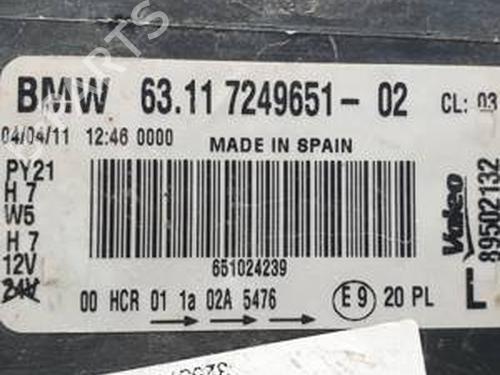 BMW 63.11 7249651-02 CL: 03
04/04/11 12:46 0000 MADE IN SPAIN
PY21
H 7
W5
H 7
12V
24V
651024239
00 HCR 01 1a 02A 5476 E 9 20 PL
Valeo
89502132
L